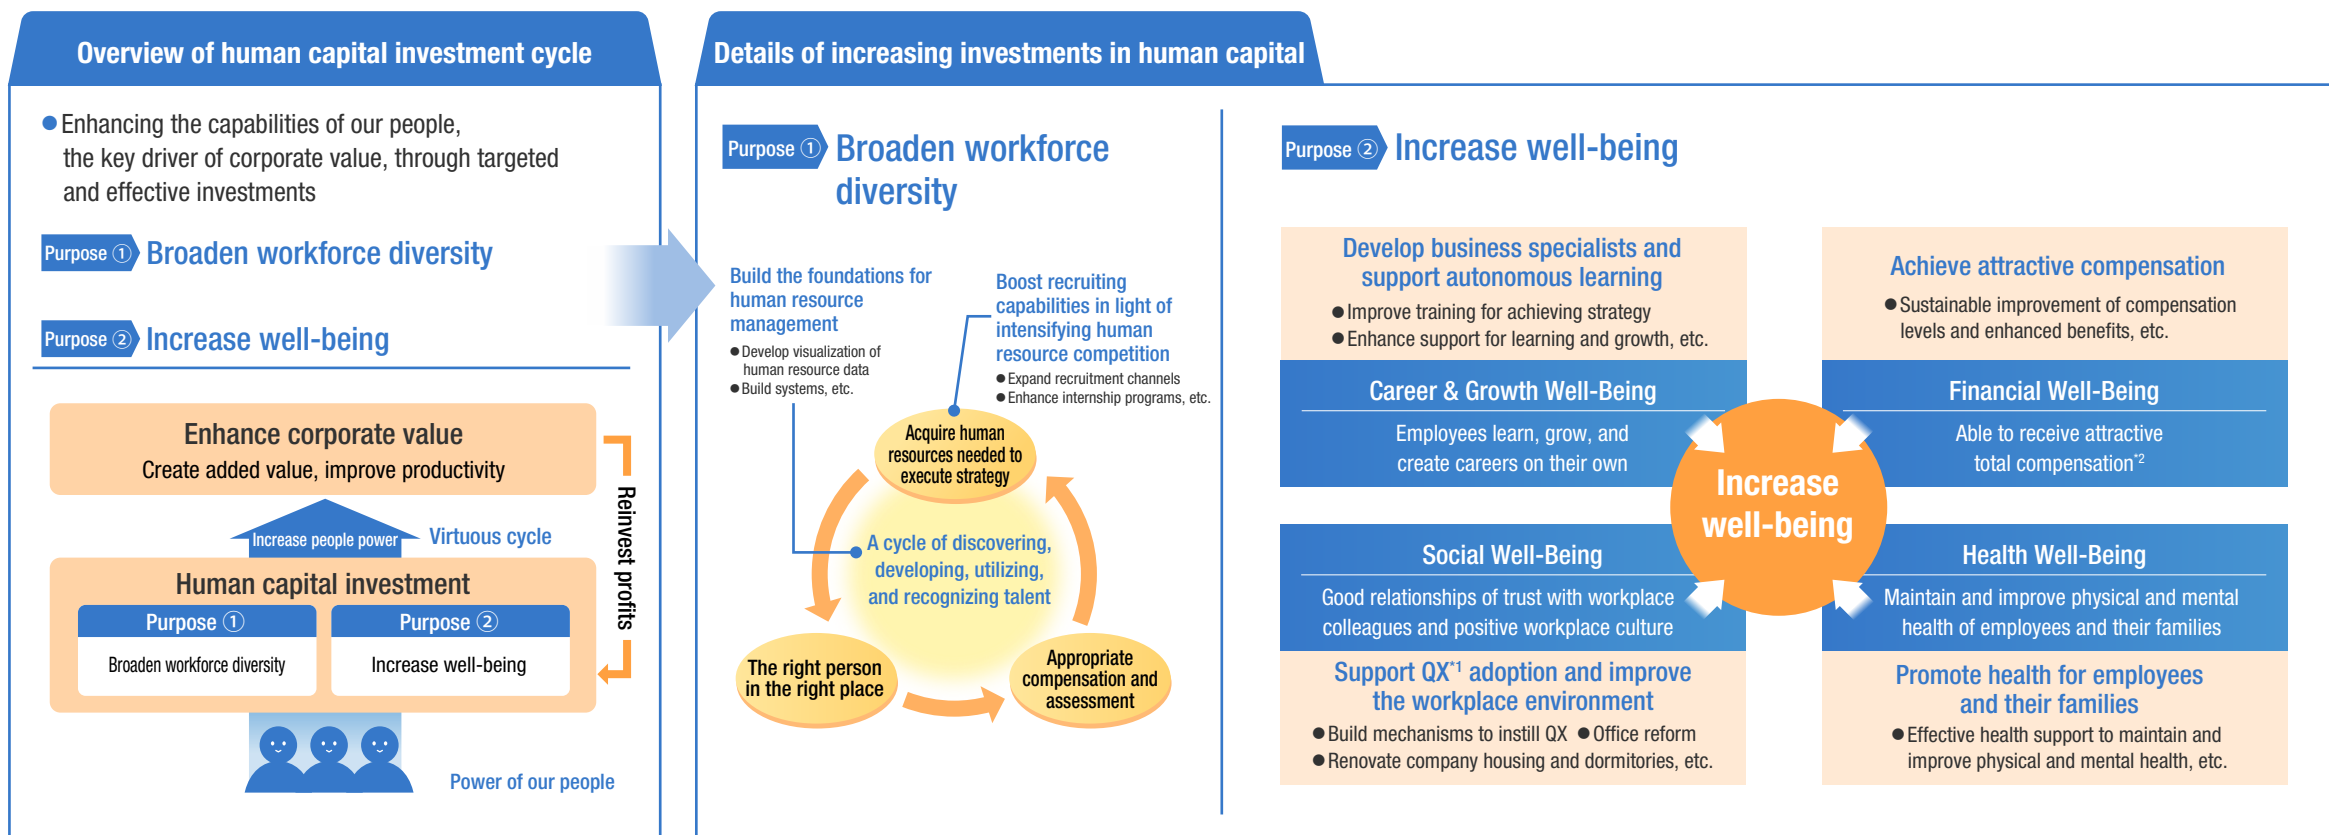 Overview of human capital investment cycle
● Enhancing the capabilities of our people,
the key driver of corporate value, through targeted
and effective investments
Purpose ① Broaden workforce diversity
Purpose ② Increase well-being
Enhance corporate value
Create added value, improve productivity
Increase people power
Virtuous cycle
Reinvest profits
Human capital investment
Purpose ①
Broaden workforce diversity
Purpose ②
Increase well-being
Power of our people
Details of increasing investments in human capital
Purpose ① Broaden workforce
diversity
Build the foundations for
human resource
management
● Develop visualization of
human resource data
● Build systems, etc.
Boost recruiting
capabilities in light of
intensifying human
resource competition
● Expand recruitment channels
● Enhance internship programs, etc.
Acquire human
resources needed to
execute strategy
A cycle of discovering,
developing, utilizing,
and recognizing talent
The right person
in the right place
Appropriate
compensation and
assessment
Purpose ② Increase well-being
Develop business specialists and
support autonomous learning
● Improve training for achieving strategy
● Enhance support for learning and growth, etc.
Career & Growth Well-Being
Employees learn, grow, and
create careers on their own
Achieve attractive compensation
● Sustainable improvement of compensation
levels and enhanced benefits, etc.
Financial Well-Being
Able to receive attractive
total compensation*2
Increase
well-being
Social Well-Being
Good relationships of trust with workplace
colleagues and positive workplace culture
Support QX*1 adoption and improve
the workplace environment
● Build mechanisms to instill QX ● Office reform
● Renovate company housing and dormitories, etc.
Health Well-Being
Maintain and improve physical and mental
health of employees and their families
Promote health for employees
and their families
● Effective health support to maintain and
improve physical and mental health, etc.